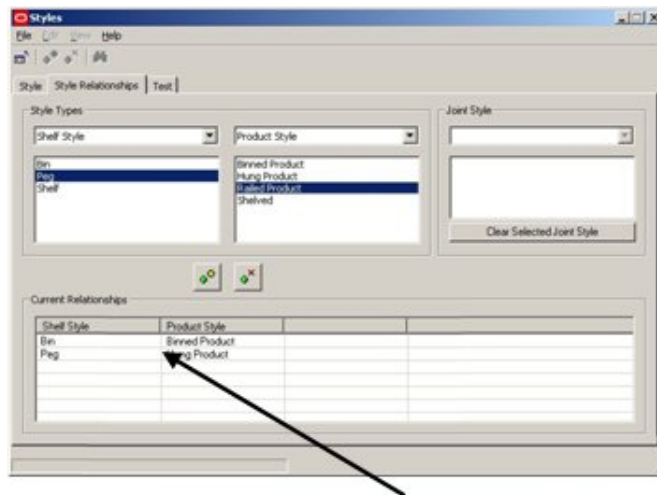 Styles
File Edit View Help
Style Style Relationships Test
Style Types
Joint Style
Shelf Style Product Style
Bin
Peg
Shelf
Binned Product
Hung Product
Railed Product
Shelved
Clear Selected Joint Style
Current Relationships
Shelf Style Product Style
Bin Binned Product
Peg Hung Product